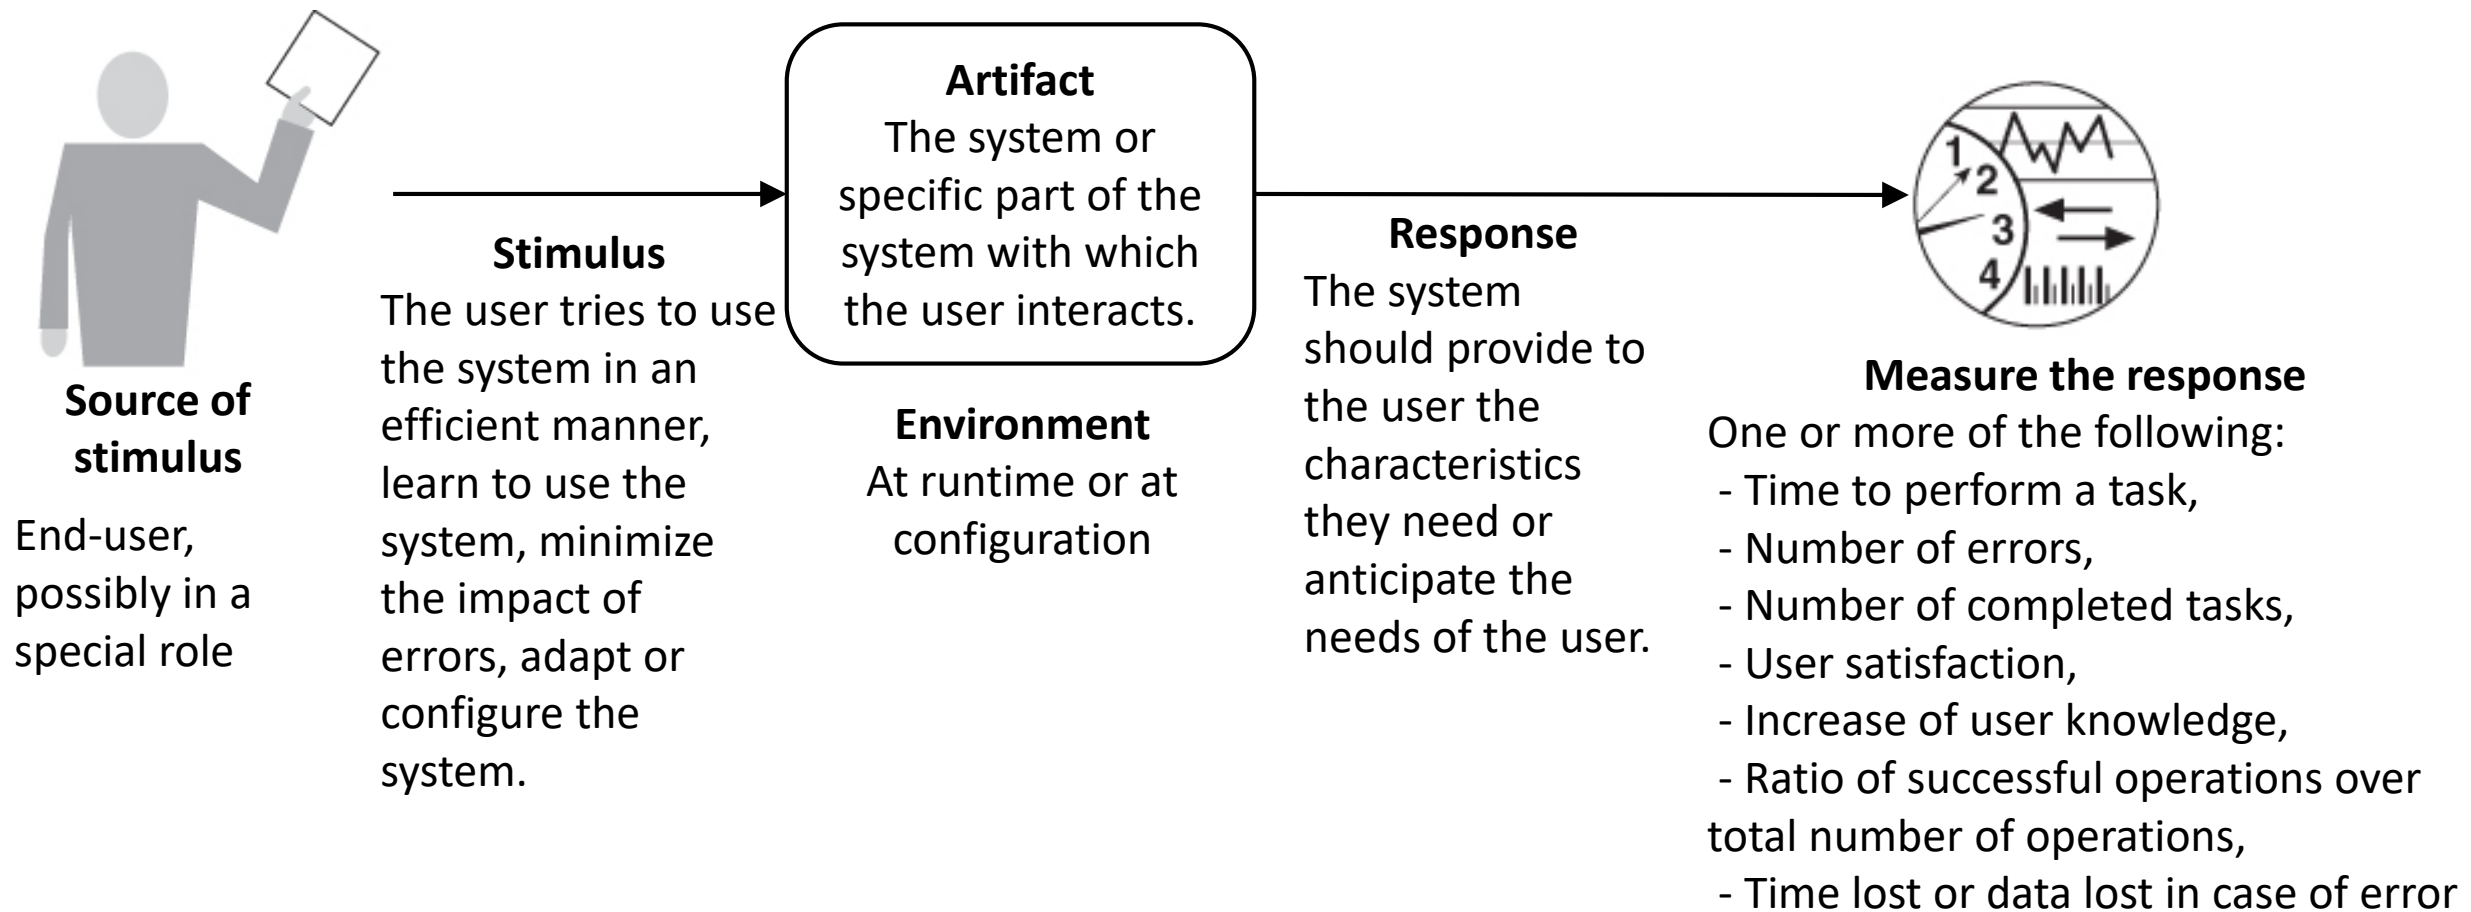 Source of
stimulus
End-user,
possibly in a
special role
Stimulus
The user tries to use
the system in an
efficient manner,
learn to use the
system, minimize
the impact of
errors, adapt or
configure the
system.
Artifact
The system or
specific part of the
system with which
the user interacts.
Environment
At runtime or at
configuration
Response
The system
should provide to
the user the
characteristics
they need or
anticipate the
needs of the user.
1
2
3
4
Measure the response
One or more of the following:
- Time to perform a task,
- Number of errors,
- Number of completed tasks,
- User satisfaction,
- Increase of user knowledge,
- Ratio of successful operations over
total number of operations,
- Time lost or data lost in case of error